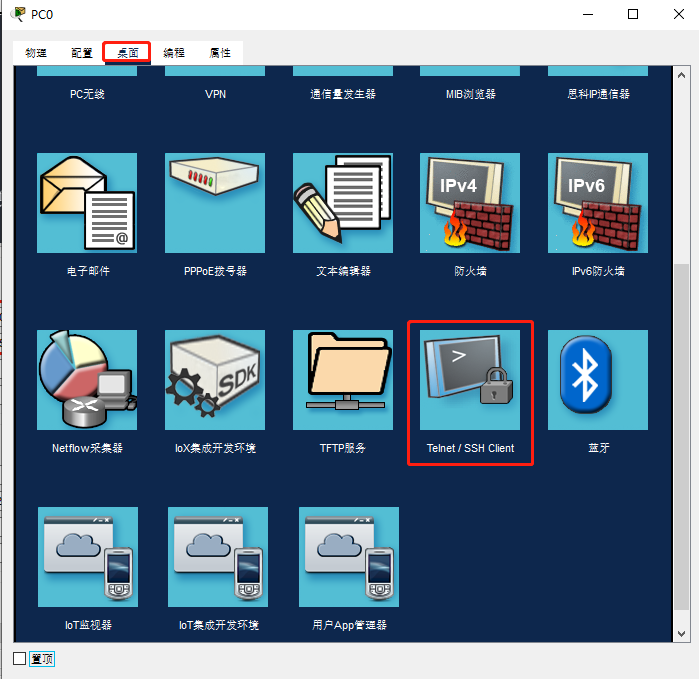 PC0
物理 配置 桌面 编程 属性
PC无线 VPN 通信量发生器 MIB浏览器 思科IP通信器
IPv4 IPv6
@
电子邮件 PPPoE拨号器 文本编辑器 防火墙 IPv6防火墙
>
SDK
Netflow采集器 IoX集成开发环境 TFTP服务 Telnet / SSH Client 蓝牙
IoT监视器 IoT集成开发环境 用户App管理器
置顶